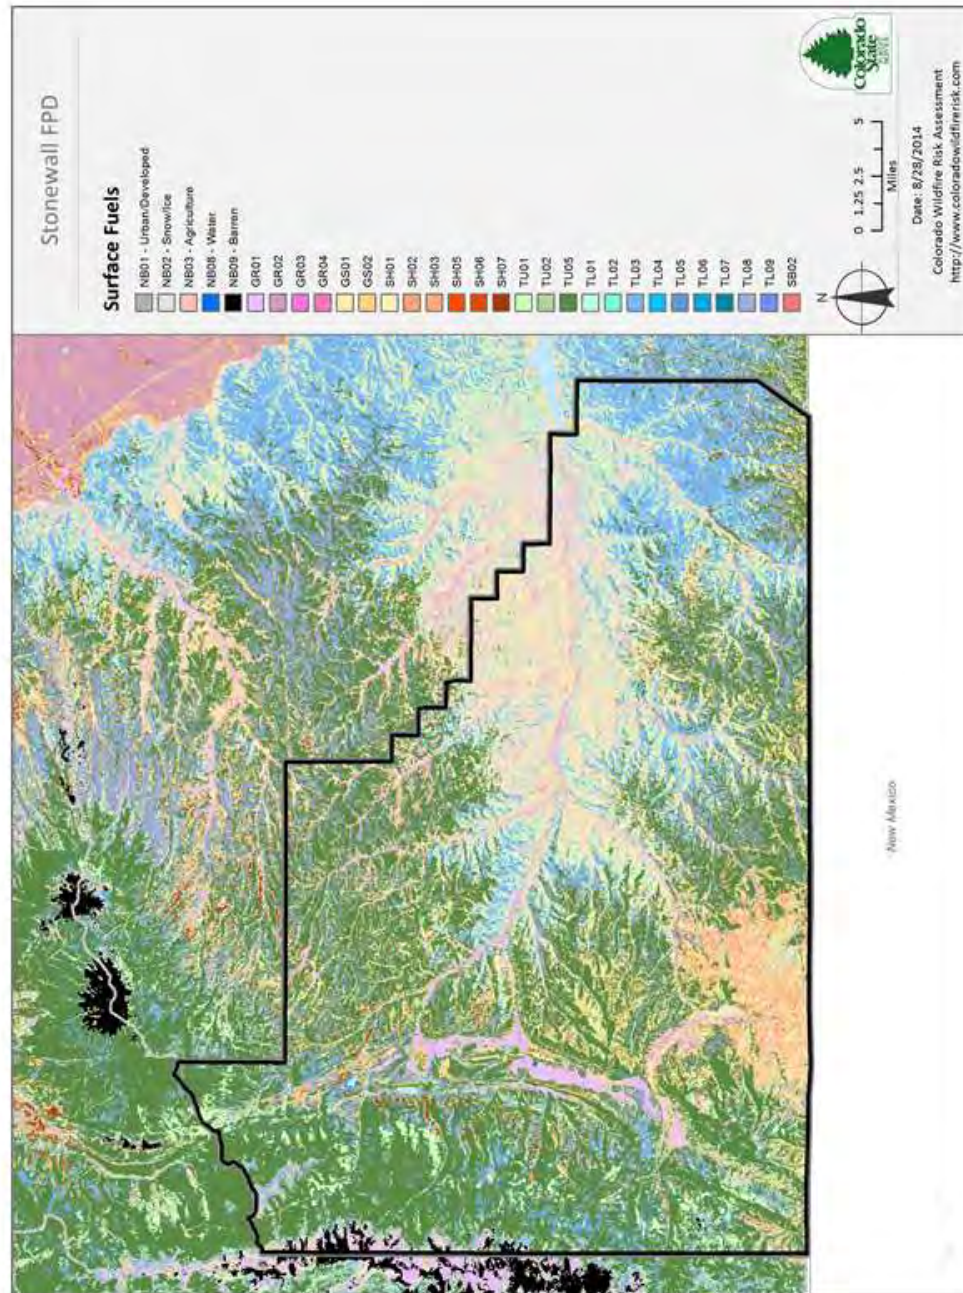 Stonewall FPD
Surface Fuels
NB01 - Urban/Developed
NB02 - Snow/Ice
NB03 - Agriculture
NB08 - Water
NB09 - Barren
GR01
GR02
GR03
GR04
GS01
GS02
SH01
SH02
SH03
SH05
SH06
SH07
TU01
TU02
TU05
TL01
TL02
TL03
TL04
TL05
TL06
TL07
TL08
TL09
SB02
N
0 1.25 2.5 5
Miles
Colorado
State
Date: 8/28/2014
Colorado Wildfire Risk Assessment
http://www.coloradowildfirerisk.com
New Mexico